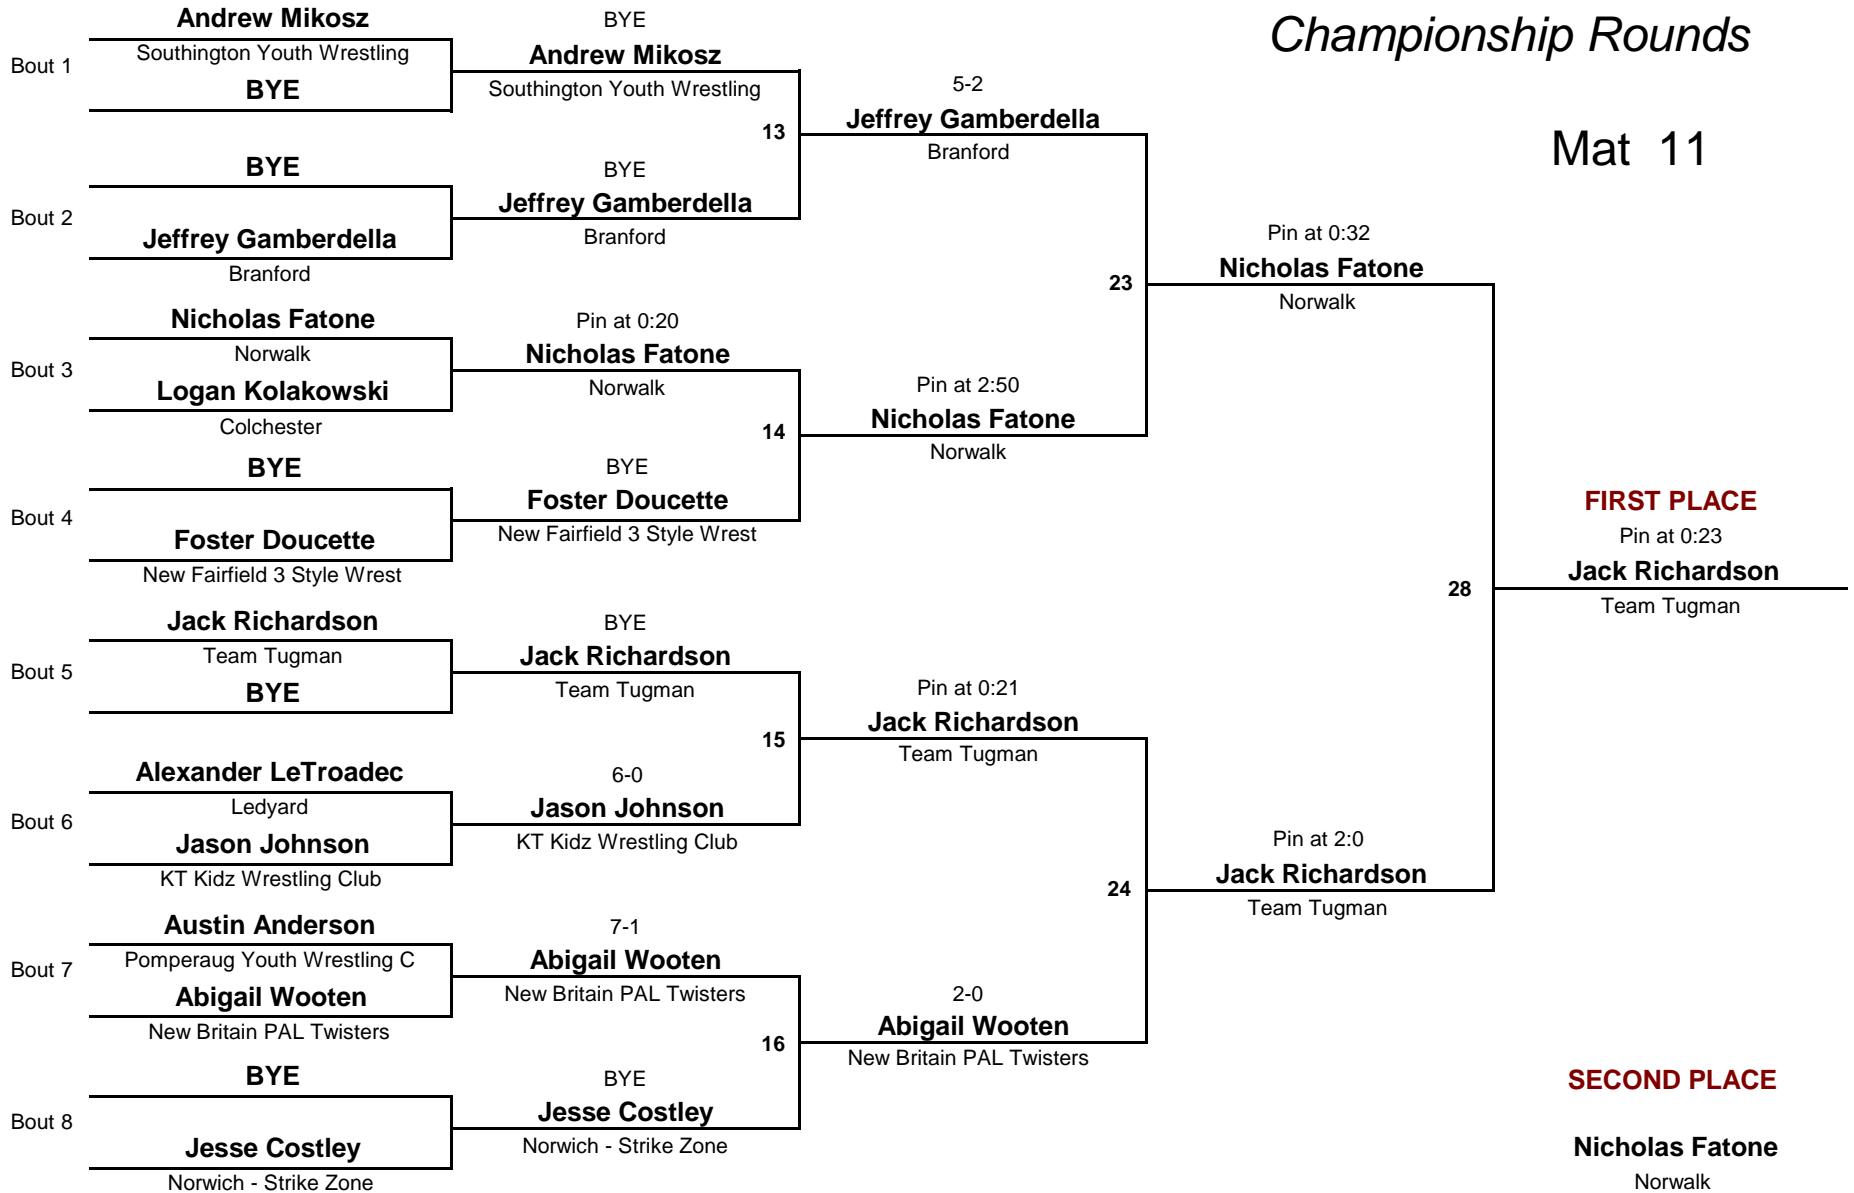 Championship Rounds
Mat 11
Bout 1
Andrew Mikosz
Southington Youth Wrestling
BYE
Bout 2
BYE
Jeffrey Gamberdella
Branford
Bout 3
Nicholas Fatone
Norwalk
Logan Kolakowski
Colchester
Bout 4
BYE
Foster Doucette
New Fairfield 3 Style Wrest
Bout 5
Jack Richardson
Team Tugman
BYE
Bout 6
Alexander LeTroadec
Ledyard
Jason Johnson
KT Kidz Wrestling Club
Bout 7
Austin Anderson
Pomperaug Youth Wrestling C
Abigail Wooten
New Britain PAL Twisters
Bout 8
BYE
Jesse Costley
Norwich - Strike Zone
BYE
Andrew Mikosz
Southington Youth Wrestling
13
BYE
Jeffrey Gamberdella
Branford
Pin at 0:20
Nicholas Fatone
Norwalk
14
BYE
Foster Doucette
New Fairfield 3 Style Wrest
BYE
Jack Richardson
Team Tugman
15
6-0
Jason Johnson
KT Kidz Wrestling Club
7-1
Abigail Wooten
New Britain PAL Twisters
16
BYE
Jesse Costley
Norwich - Strike Zone
5-2
Jeffrey Gamberdella
Branford
23
Pin at 2:50
Nicholas Fatone
Norwalk
Pin at 0:21
Jack Richardson
Team Tugman
24
2-0
Abigail Wooten
New Britain PAL Twisters
Pin at 0:32
Nicholas Fatone
Norwalk
28
Pin at 2:0
Jack Richardson
Team Tugman
FIRST PLACE
Pin at 0:23
Jack Richardson
Team Tugman
SECOND PLACE
Nicholas Fatone
Norwalk